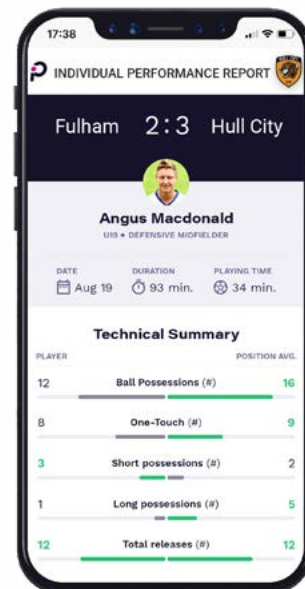 17:38
INDIVIDUAL PERFORMANCE REPORT
Fulham 2:3 Hull City
Angus Macdonald
U19 • DEFENSIVE MIDFIELDER
DATE DURATION PLAYING TIME
Aug 19 93 min. 34 min.
Technical Summary
PLAYER POSITION AVG.
12 Ball Possessions (#) 16
8 One-Touch (#) 9
3 Short possessions (#) 2
1 Long possessions (#) 5
12 Total releases (#) 12